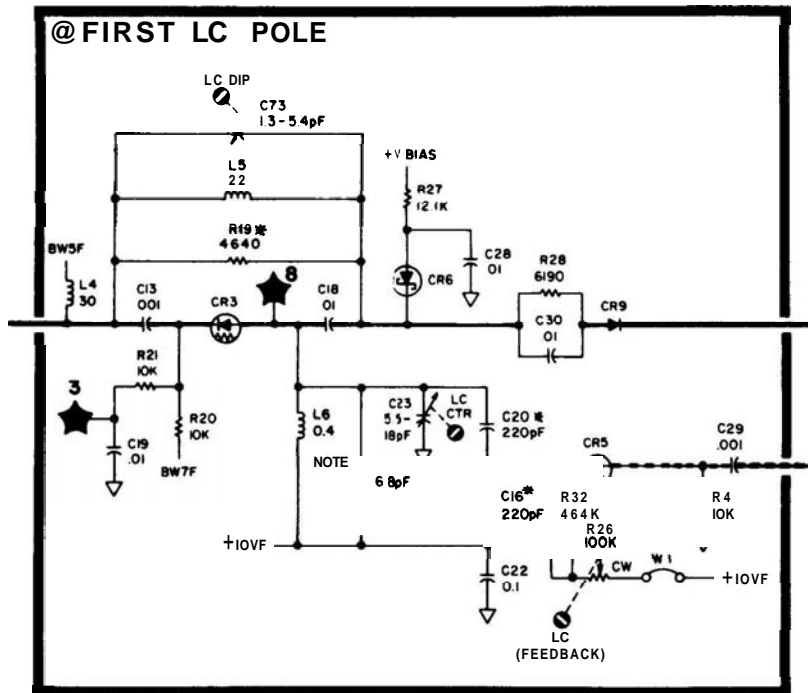 @ FIRST LC POLE
LC DIP
C73
1.3-5.4pF
L5
22
R19*
4640
BW5F
L4
30
C13
.001
CR3
8
C18
.01
+V BIAS
R27
12.1K
CR6
C28
.01
R28
6190
C30
.01
CR9
R21
10K
3
C19
.01
R20
10K
BW7F
L6
0.4
NOTE
68pF
C23
5.5-
18pF
LC
CTR
C20*
220pF
C16*
220pF
CR5
C29
.001
R32
464K
R26
100K
R4
10K
+10VF
C22
0.1
CW
W1
+10VF
LC
(FEEDBACK)